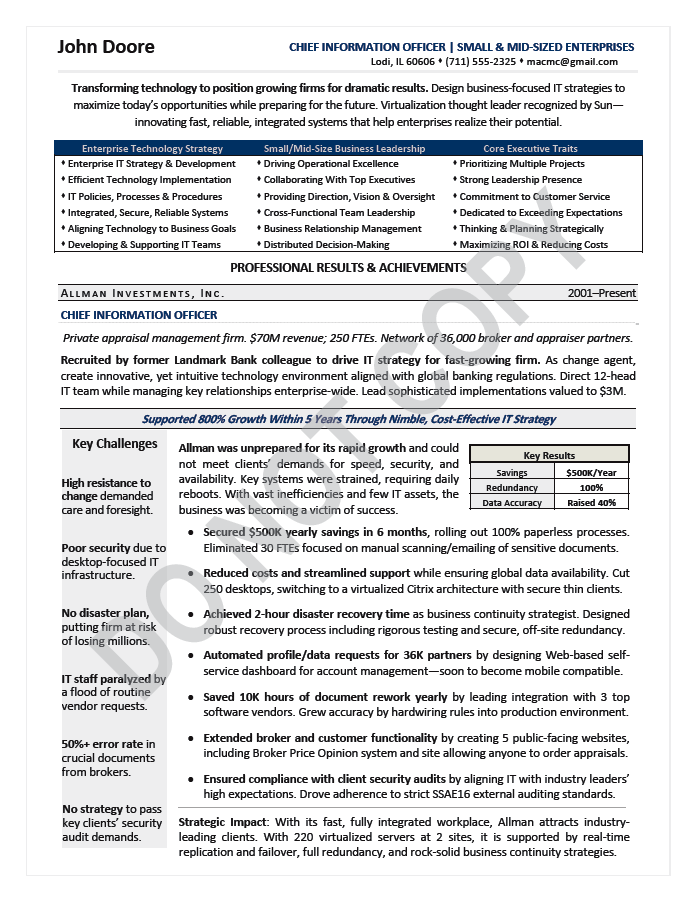 John Doore
CHIEF INFORMATION OFFICER | SMALL & MID-SIZED ENTERPRISES
Lodi, IL 60606 ♦ (711) 555-2325 ♦ macmc@gmail.com
Transforming technology to position growing firms for dramatic results. Design business-focused IT strategies to
maximize today's opportunities while preparing for the future. Virtualization thought leader recognized by Sun—
innovating fast, reliable, integrated systems that help enterprises realize their potential.
Enterprise Technology Strategy Small/Mid-Size Business Leadership Core Executive Traits
♦ Enterprise IT Strategy & Development ♦ Driving Operational Excellence ♦ Prioritizing Multiple Projects
♦ Efficient Technology Implementation ♦ Collaborating With Top Executives ♦ Strong Leadership Presence
♦ IT Policies, Processes & Procedures ♦ Providing Direction, Vision & Oversight ♦ Commitment to Customer Service
♦ Integrated, Secure, Reliable Systems ♦ Cross-Functional Team Leadership ♦ Dedicated to Exceeding Expectations
♦ Aligning Technology to Business Goals ♦ Business Relationship Management ♦ Thinking & Planning Strategically
♦ Developing & Supporting IT Teams ♦ Distributed Decision-Making ♦ Maximizing ROI & Reducing Costs
PROFESSIONAL RESULTS & ACHIEVEMENTS
ALLMAN INVESTMENTS, INC. 2001–Present
CHIEF INFORMATION OFFICER
Private appraisal management firm. $70M revenue; 250 FTEs. Network of 36,000 broker and appraiser partners.
Recruited by former Landmark Bank colleague to drive IT strategy for fast-growing firm. As change agent,
create innovative, yet intuitive technology environment aligned with global banking regulations. Direct 12-head
IT team while managing key relationships enterprise-wide. Lead sophisticated implementations valued to $3M.
Supported 800% Growth Within 5 Years Through Nimble, Cost-Effective IT Strategy
Key Challenges
High resistance to
change demanded
care and foresight.
Poor security due to
desktop-focused IT
infrastructure.
No disaster plan,
putting firm at risk
of losing millions.
IT staff paralyzed by
a flood of routine
vendor requests.
50%+ error rate in
crucial documents
from brokers.
No strategy to pass
key clients' security
audit demands.
Allman was unprepared for its rapid growth and could
not meet clients' demands for speed, security, and
availability. Key systems were strained, requiring daily
reboots. With vast inefficiencies and few IT assets, the
business was becoming a victim of success.
Key Results
Savings $500K/Year
Redundancy 100%
Data Accuracy Raised 40%
• Secured $500K yearly savings in 6 months, rolling out 100% paperless processes.
Eliminated 30 FTEs focused on manual scanning/emailing of sensitive documents.
• Reduced costs and streamlined support while ensuring global data availability. Cut
250 desktops, switching to a virtualized Citrix architecture with secure thin clients.
• Achieved 2-hour disaster recovery time as business continuity strategist. Designed
robust recovery process including rigorous testing and secure, off-site redundancy.
• Automated profile/data requests for 36K partners by designing Web-based self-
service dashboard for account management—soon to become mobile compatible.
• Saved 10K hours of document rework yearly by leading integration with 3 top
software vendors. Grew accuracy by hardwiring rules into production environment.
• Extended broker and customer functionality by creating 5 public-facing websites,
including Broker Price Opinion system and site allowing anyone to order appraisals.
• Ensured compliance with client security audits by aligning IT with industry leaders'
high expectations. Drove adherence to strict SSAE16 external auditing standards.
Strategic Impact: With its fast, fully integrated workplace, Allman attracts industry-
leading clients. With 220 virtualized servers at 2 sites, it is supported by real-time
replication and failover, full redundancy, and rock-solid business continuity strategies.
DO NOT COPY